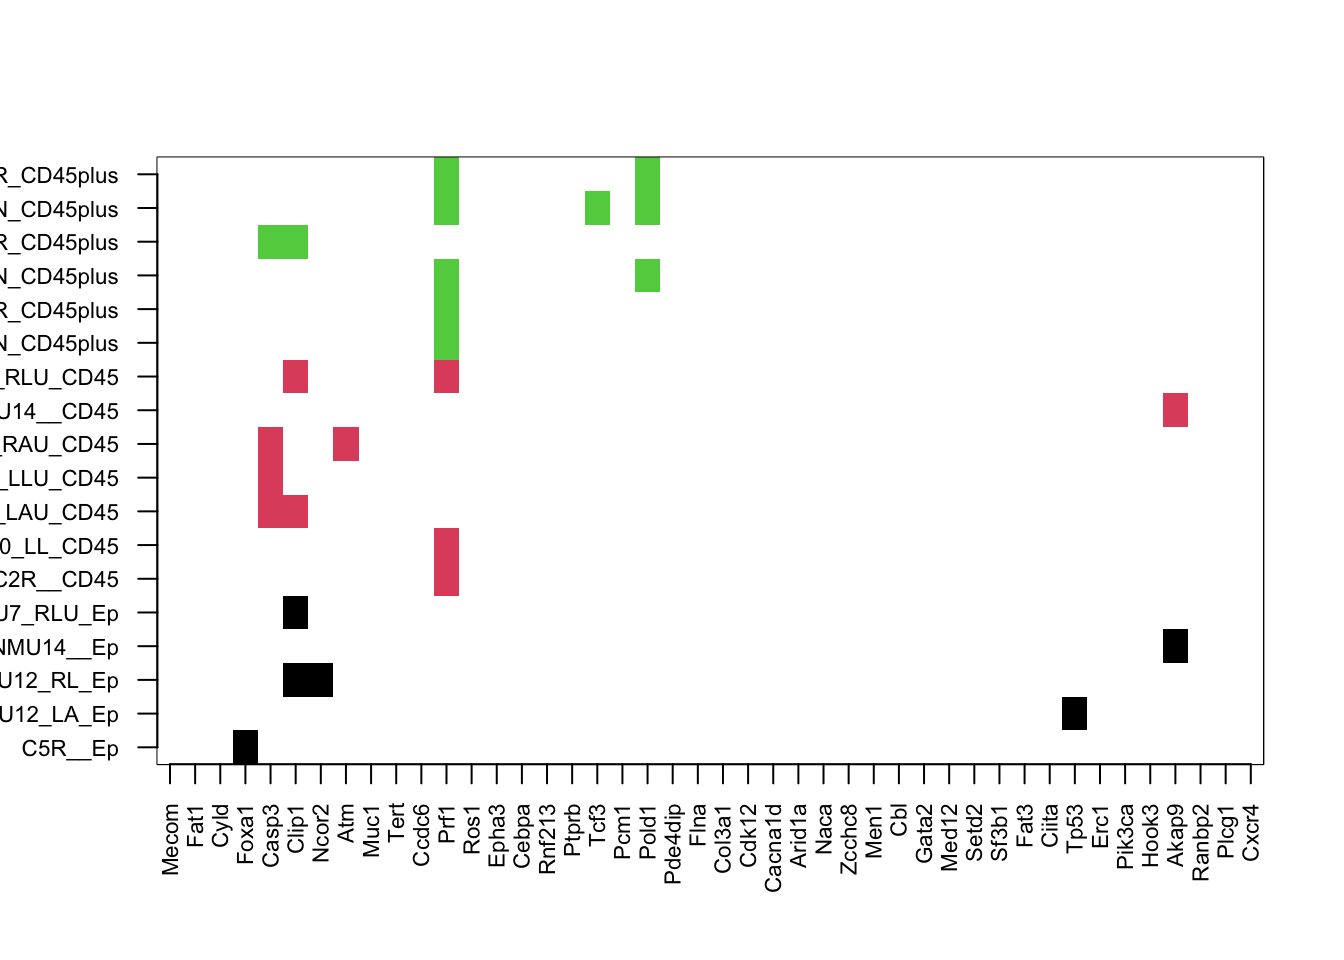 R_CD45plus
N_CD45plus
R_CD45plus
N_CD45plus
R_CD45plus
N_CD45plus
_RLU_CD45
U14__CD45
_RAU_CD45
_LLU_CD45
_LAU_CD45
0_LL_CD45
C2R__CD45
U7_RLU_Ep
NMU14__Ep
U12_RL_Ep
U12_LA_Ep
C5R__Ep
Mecom
Fat1
Cyld
Foxa1
Casp3
Clip1
Ncor2
Atm
Muc1
Tert
Ccdc6
Prf1
Ros1
Epha3
Cebpa
Rnf213
Ptprb
Tcf3
Pcm1
Pold1
Pde4dip
Flna
Col3a1
Cdk12
Cacna1d
Arid1a
Naca
Zcchc8
Men1
Cbl
Gata2
Med12
Setd2
Sf3b1
Fat3
Ciita
Tp53
Erc1
Pik3ca
Hook3
Akap9
Ranbp2
Plcg1
Cxcr4